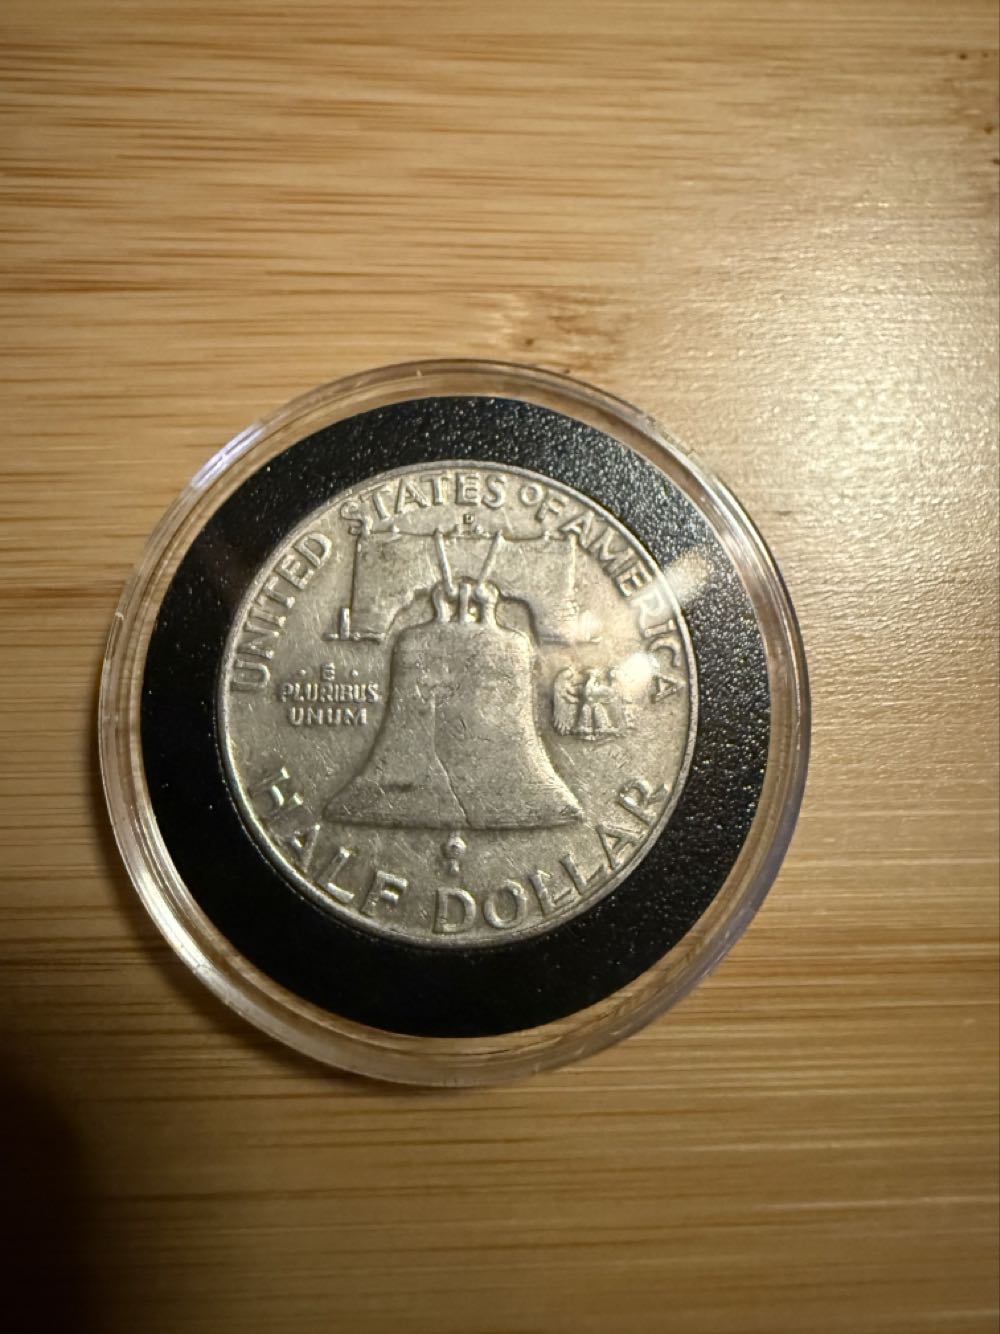 UNITED STATES OF AMERICA
D
· E ·
PLURIBUS
UNUM
HALF DOLLAR